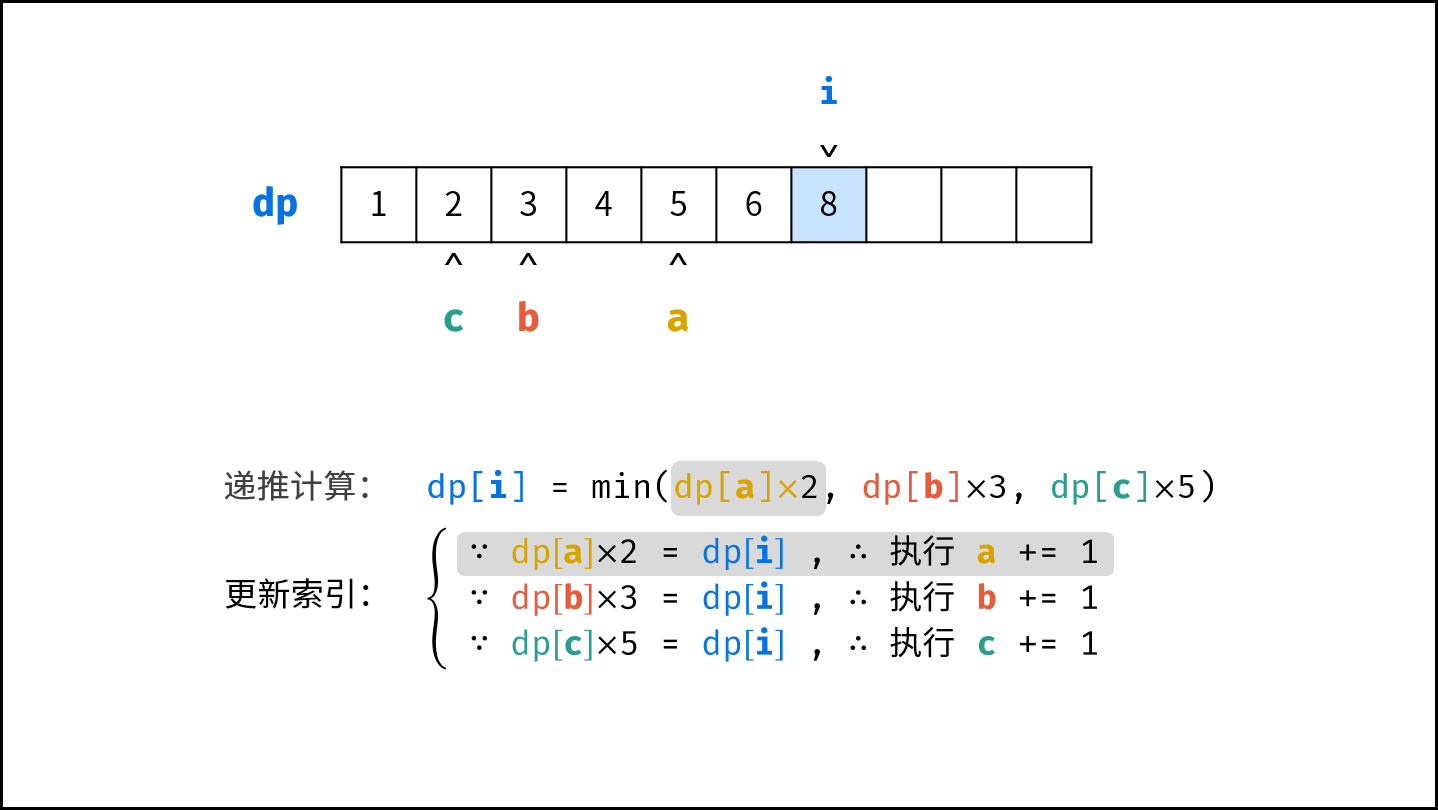 i
dp 1 2 3 4 5 6 8
c b a
递推计算： dp[i] = min(dp[a]×2, dp[b]×3, dp[c]×5)
更新索引：
∵ dp[a]×2 = dp[i] , ∴ 执行 a += 1
∵ dp[b]×3 = dp[i] , ∴ 执行 b += 1
∵ dp[c]×5 = dp[i] , ∴ 执行 c += 1